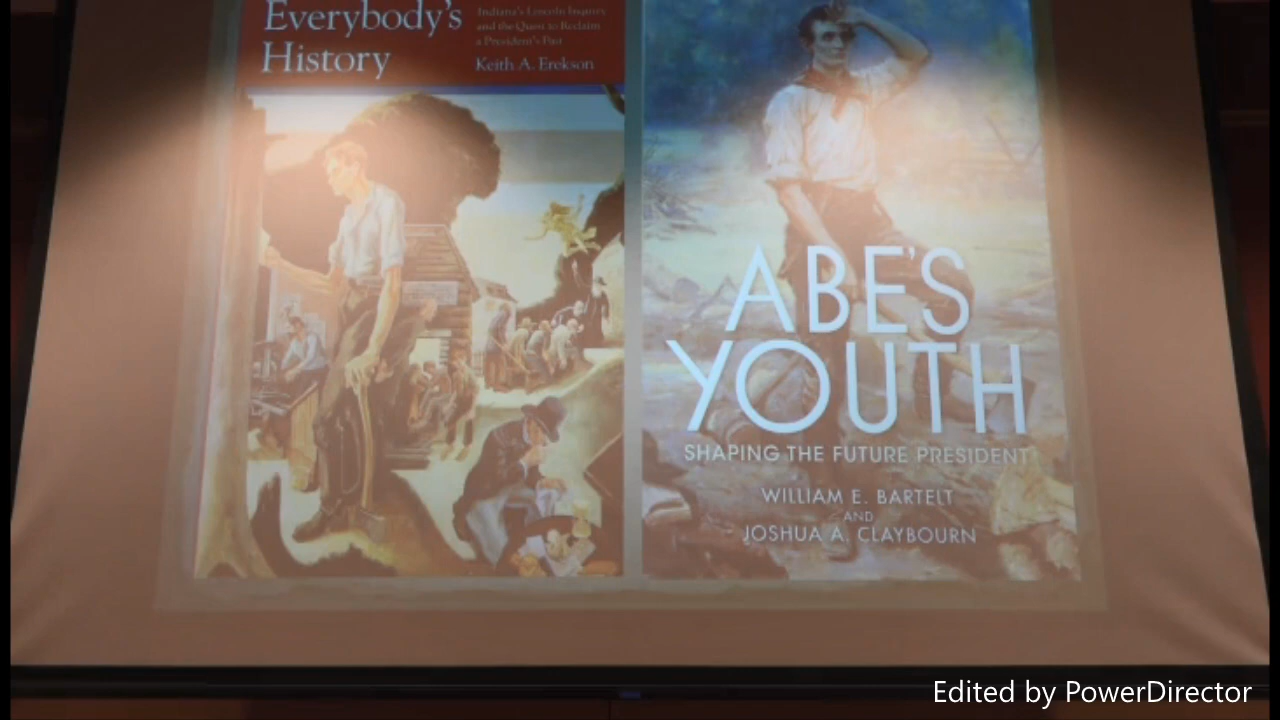 Everybody's
History
Indiana's Lincoln Inquiry
and the Quest to Reclaim
a President's Past
Keith A. Erekson
ABE'S
YOUTH
SHAPING THE FUTURE PRESIDENT
WILLIAM E. BARTELT
AND
JOSHUA A. CLAYBOURN
Edited by PowerDirector